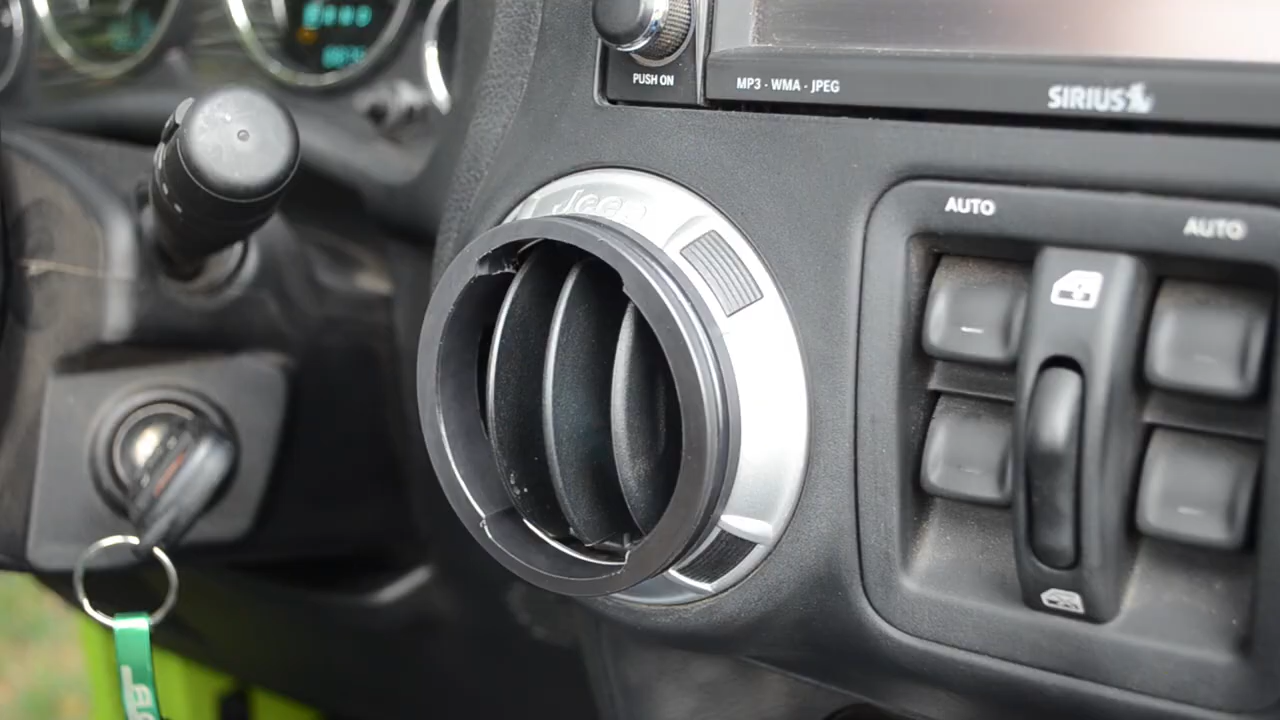 PUSH ON
MP3 - WMA - JPEG
SIRIUS
Jeep
AUTO
AUTO